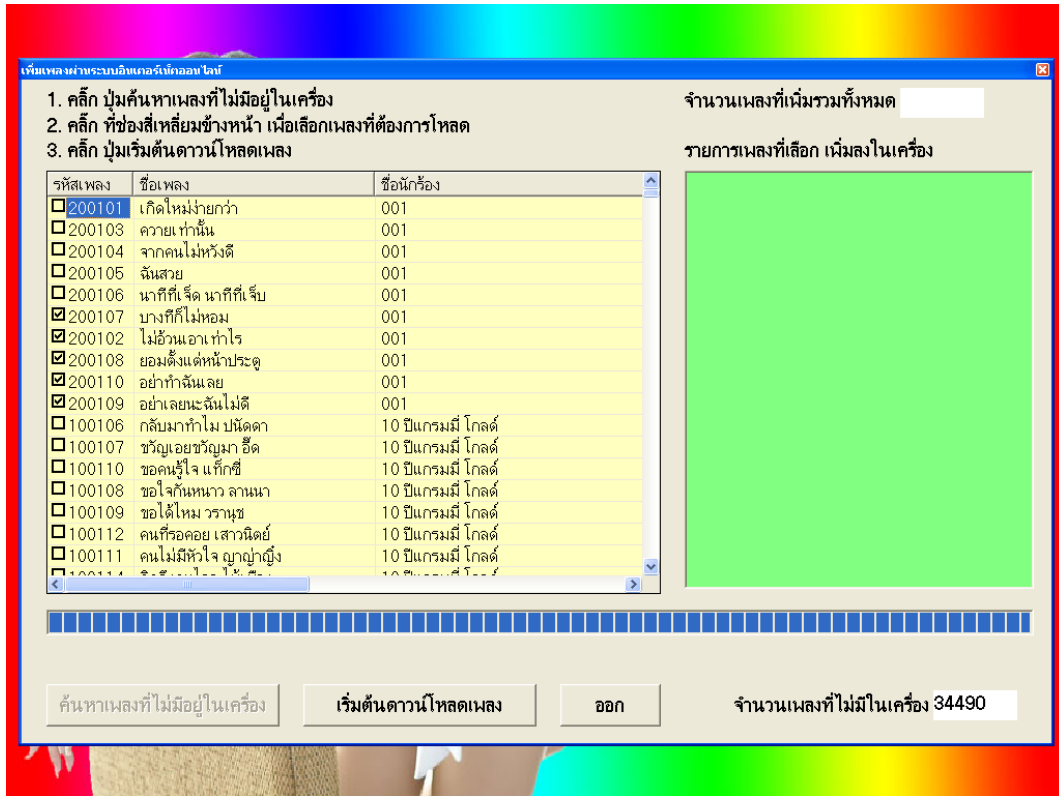 เพิ่มเพลงผ่านระบบอินเตอร์เน็ตออนไลน์
1. คลิ๊ก ปุ่มค้นหาเพลงที่ไม่มีอยู่ในเครื่อง
2. คลิ๊ก ที่ช่องสี่เหลี่ยมข้างหน้า เพื่อเลือกเพลงที่ต้องการโหลด
3. คลิ๊ก ปุ่มเริ่มต้นดาวน์โหลดเพลง
จำนวนเพลงที่เพิ่มรวมทั้งหมด
รายการเพลงที่เลือก เพิ่มลงในเครื่อง
รหัสเพลง ชื่อเพลง ชื่อนักร้อง
200101 เกิดใหม่ง่ายกว่า 001
200103 ควายเท่านั้น 001
200104 จากคนไม่หวังดี 001
200105 ฉันสวย 001
200106 นาทีที่เจ็ด นาทีที่เจ็บ 001
200107 บางทีก็ไม่หอม 001
200102 ไม่อ้วนเอาเท่าไร 001
200108 ยอมตั้งแต่หน้าประตู 001
200110 อย่าทำฉันเลย 001
200109 อย่าเลยนะฉันไม่ดี 001
100106 กลับมาทำไม ปนัดดา 10 ปีแกรมมี่ โกลด์
100107 ขวัญเอยขวัญมา อี๊ด 10 ปีแกรมมี่ โกลด์
100110 ขอคนรู้ใจ แท็กซี่ 10 ปีแกรมมี่ โกลด์
100108 ขอใจกันหนาว ลานนา 10 ปีแกรมมี่ โกลด์
100109 ขอได้ไหม วรานุช 10 ปีแกรมมี่ โกลด์
100112 คนที่รอคอย เสาวนิตย์ 10 ปีแกรมมี่ โกลด์
100111 คนไม่มีหัวใจ ญาญ่าญิ๋ง 10 ปีแกรมมี่ โกลด์
100114 10 ปีแกรมมี่ โกลด์
ค้นหาเพลงที่ไม่มีอยู่ในเครื่อง เริ่มต้นดาวน์โหลดเพลง ออก จำนวนเพลงที่ไม่มีในเครื่อง 34490